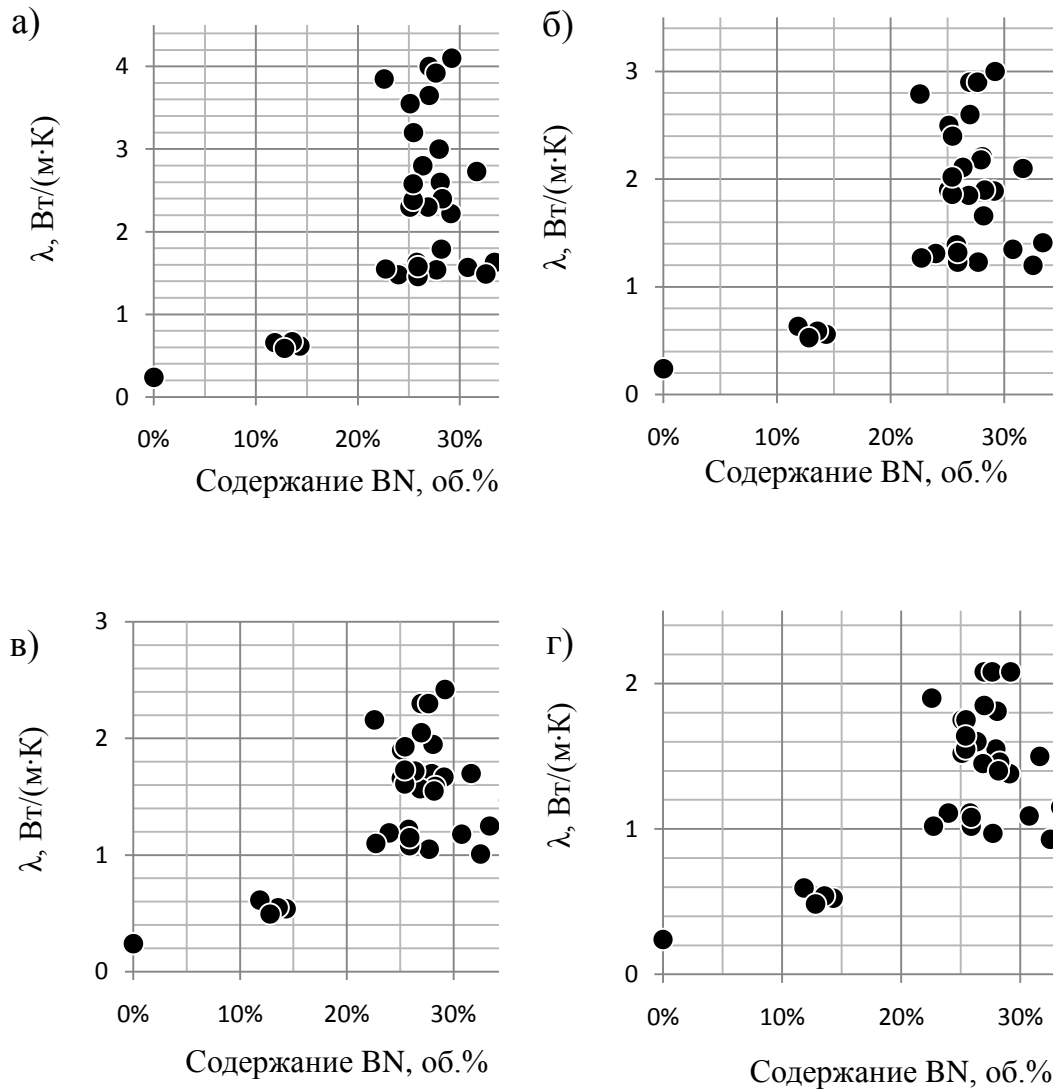 а)
4
3
2
1
0
λ, Вт/(м·К)
0% 10% 20% 30%
Содержание BN, об.%
б)
3
2
1
0
λ, Вт/(м·К)
0% 10% 20% 30%
Содержание BN, об.%
в)
3
2
1
0
λ, Вт/(м·К)
0% 10% 20% 30%
Содержание BN, об.%
г)
2
1
0
λ, Вт/(м·К)
0% 10% 20% 30%
Содержание BN, об.%